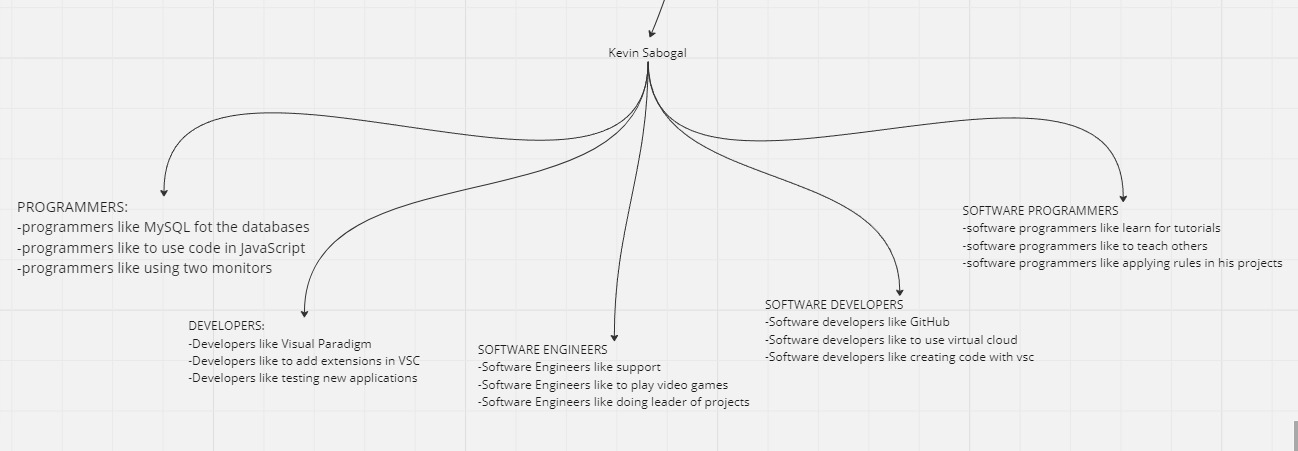 Kevin Sabogal
PROGRAMMERS:
-programmers like MySQL fot the databases
-programmers like to use code in JavaScript
-programmers like using two monitors
DEVELOPERS:
-Developers like Visual Paradigm
-Developers like to add extensions in VSC
-Developers like testing new applications
SOFTWARE ENGINEERS
-Software Engineers like support
-Software Engineers like to play video games
-Software Engineers like doing leader of projects
SOFTWARE DEVELOPERS
-Software developers like GitHub
-Software developers like to use virtual cloud
-Software developers like creating code with vsc
SOFTWARE PROGRAMMERS
-software programmers like learn for tutorials
-software programmers like to teach others
-software programmers like applying rules in his projects